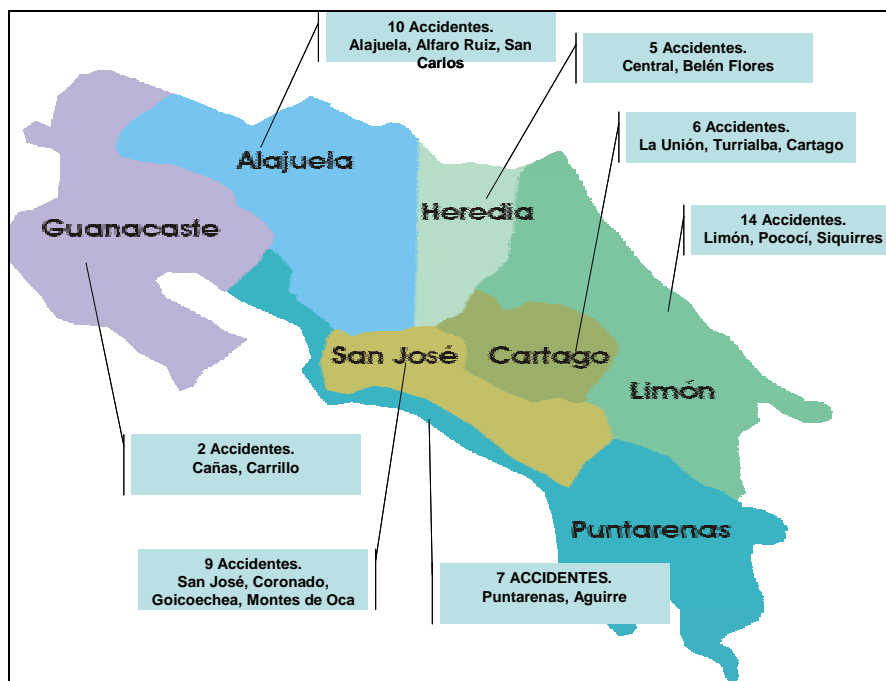 10 Accidentes.
Alajuela, Alfaro Ruiz, San
Carlos
5 Accidentes.
Central, Belén Flores
6 Accidentes.
La Unión, Turrialba, Cartago
14 Accidentes.
Limón, Pococí, Siquirres
Alajuela
Heredia
Guanacaste
San José
Cartago
Limón
Puntarenas
2 Accidentes.
Cañas, Carrillo
9 Accidentes.
San José, Coronado,
Goicoechea, Montes de Oca
7 ACCIDENTES.
Puntarenas, Aguirre